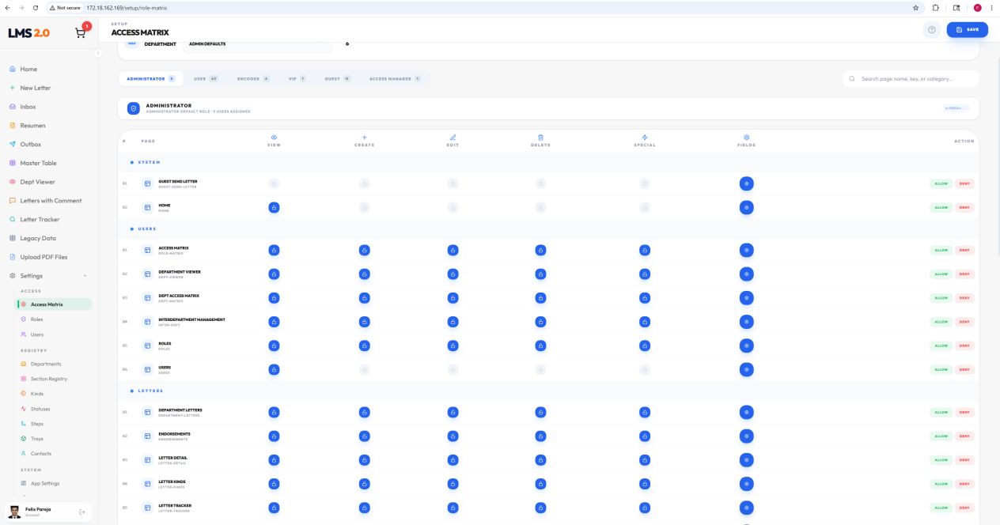 Not secure 172.18.162.169/setup/role-matrix
LMS 2.0
1
SETUP
ACCESS MATRIX
SAVE
DEPARTMENT ADMIN DEFAULTS 6
Home
New Letter
Inbox
Resumen
Outbox
Master Table
Dept Viewer
Letters with Comment
Letter Tracker
Legacy Data
Upload PDF Files
Settings
ACCESS
Access Matrix
Roles
Users
REGISTRY
Departments
Section Registry
Kinds
Statuses
Steps
Trays
Contacts
SYSTEM
App Settings
Felix Pareja
Account
ADMINISTRATOR 5 USER 43 ENCODER 4 VIP 1 GUEST 0 ACCESS MANAGER 1
Search page name, key, or category...
ADMINISTRATOR
ADMINISTRATOR DEFAULT ROLE · 5 USERS ASSIGNED
# PAGE VIEW CREATE EDIT DELETE SPECIAL FIELDS ACTION
SYSTEM
01 GUEST SEND LETTER ALLOW DENY
GUEST-SEND-LETTER
02 HOME ALLOW DENY
HOME
USERS
01 ACCESS MATRIX ALLOW DENY
ROLE-MATRIX
02 DEPARTMENT VIEWER ALLOW DENY
DEPT-VIEWER
03 DEPT ACCESS MATRIX ALLOW DENY
DEPT-MATRIX
04 INTERDEPARTMENT MANAGEMENT ALLOW DENY
INTER-DEPT
05 ROLES ALLOW DENY
ROLES
06 USERS ALLOW DENY
USERS
LETTERS
01 DEPARTMENT LETTERS ALLOW DENY
DEPARTMENT-LETTERS
02 ENDORSEMENTS ALLOW DENY
ENDORSEMENTS
03 LETTER DETAIL ALLOW DENY
LETTER-DETAIL
04 LETTER KINDS ALLOW DENY
LETTER-KINDS
05 LETTER TRACKER ALLOW DENY
LETTER-TRACKER